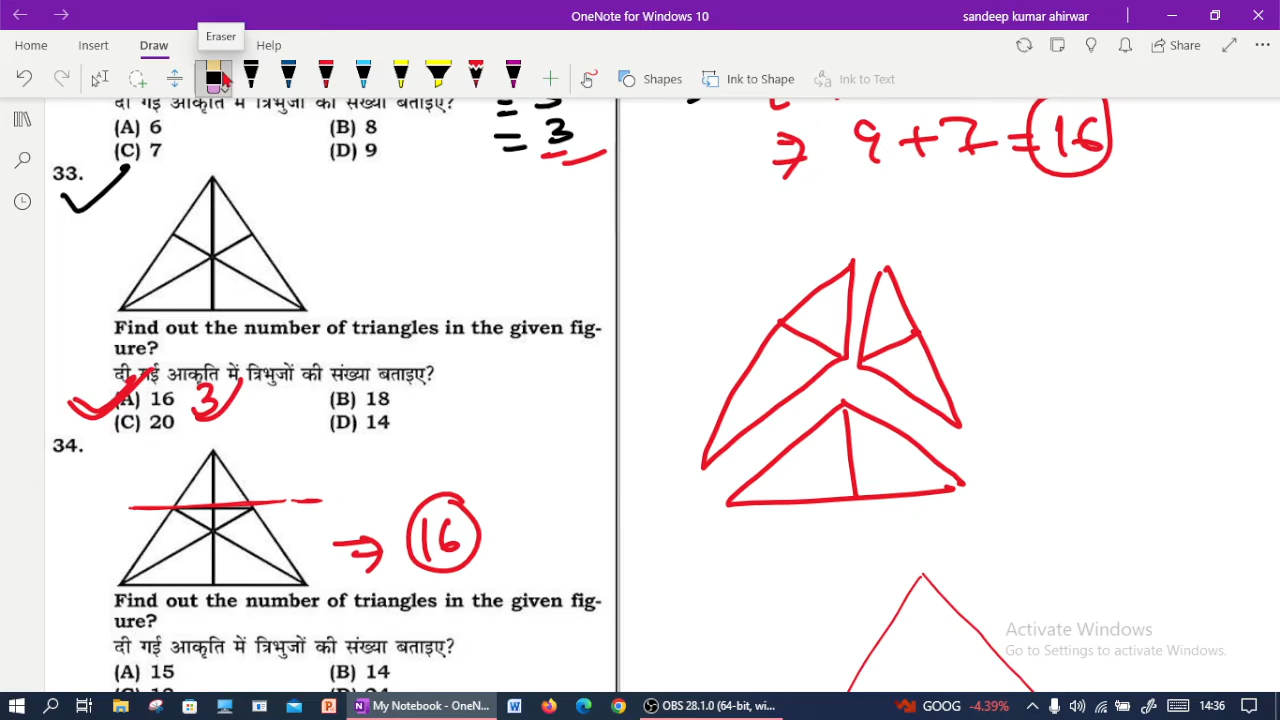 OneNote for Windows 10
sandeep kumar ahirwar
Eraser
Home Insert Draw Help
Share
Shapes
Ink to Shape
Ink to Text
दी गई आकृति में त्रिभुजों की संख्या बताइए?
(A) 6 (B) 8
(C) 7 (D) 9
= 3
9 + 7 = 16
33.
Find out the number of triangles in the given fig-
ure?
दी गई आकृति में त्रिभुजों की संख्या बताइए?
(A) 16 (B) 18
(C) 20 (D) 14
3
34.
16
Find out the number of triangles in the given fig-
ure?
दी गई आकृति में त्रिभुजों की संख्या बताइए?
(A) 15 (B) 14
Activate Windows
Go to Settings to activate Windows.
My Notebook - OneN...
OBS 28.1.0 (64-bit, wi...
GOOG -4.39%
14:36